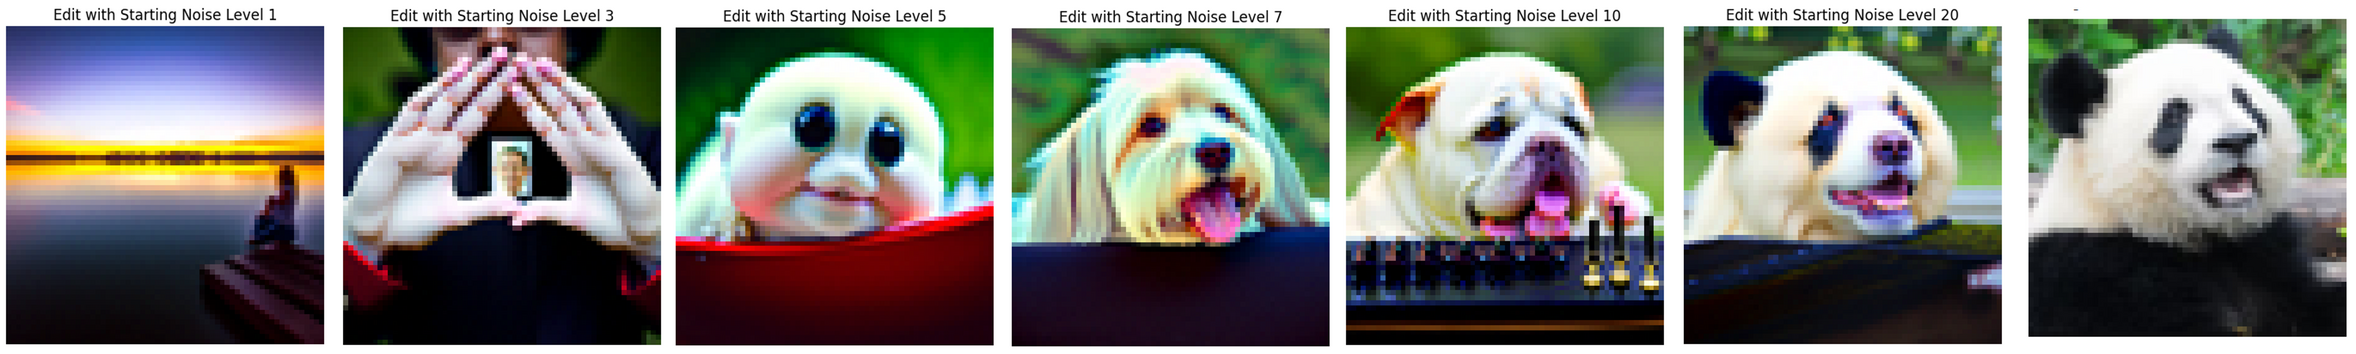 Edit with Starting Noise Level 1
Edit with Starting Noise Level 3
Edit with Starting Noise Level 5
Edit with Starting Noise Level 7
Edit with Starting Noise Level 10
Edit with Starting Noise Level 20